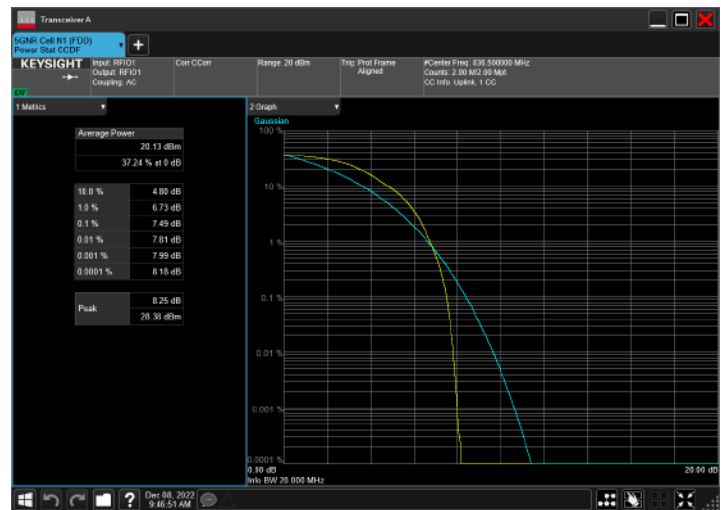 Transceiver A
5GNR Cell N1 (FDD)
Power Stat CCDF
KEYSIGHT
Input: RFIO1
Output: RFIO1
Coupling: AC
Corr CCorr
Range: 20 dBm
Trig: Prot Frame
Aligned
#Center Freq: 836.500000 MHz
Counts: 2.00 M/2.00 Mpt
CC Info: Uplink, 1 CC
1 Metrics
Average Power
20.13 dBm
37.24 % at 0 dB
10.0 % 4.80 dB
1.0 % 6.73 dB
0.1 % 7.49 dB
0.01 % 7.81 dB
0.001 % 7.99 dB
0.0001 % 8.18 dB
Peak
8.25 dB
28.38 dBm
2 Graph
Gaussian
100 %
10 %
1 %
0.1 %
0.01 %
0.001 %
0.0001 %
0.00 dB
20.00 dB
Info BW 20.000 MHz
?
Dec 08, 2022
9:46:51 AM